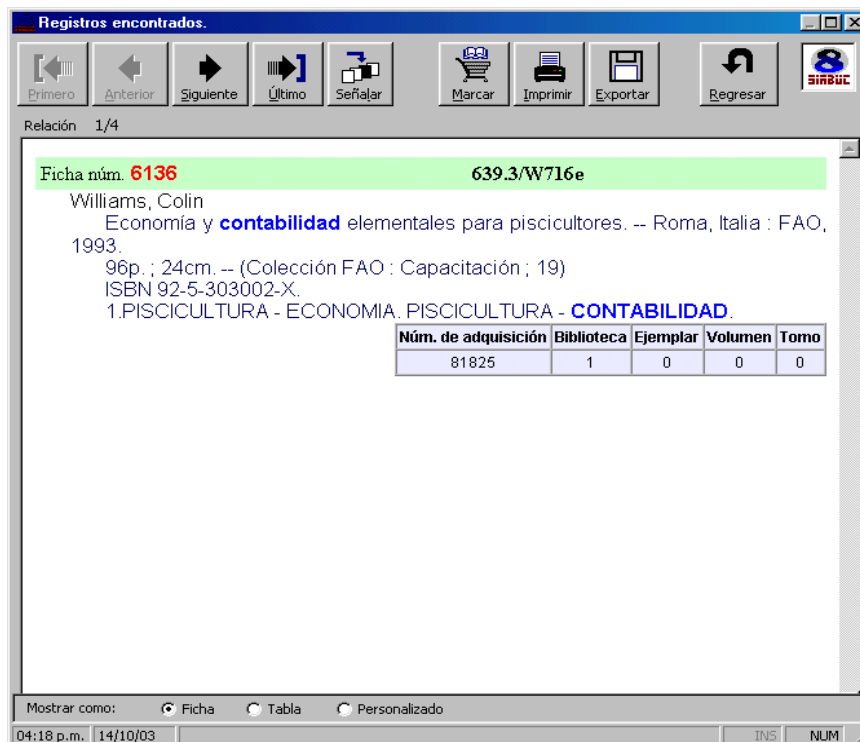 Registros encontrados.
Primero Anterior Siguiente Último Señalar Marcar Imprimir Exportar Regresar
8
SIABUC
Relación 1/4
Ficha núm. 6136 639.3/W716e
Williams, Colin
Economía y contabilidad elementales para piscicultores. -- Roma, Italia : FAO,
1993.
96p. ; 24cm. -- (Colección FAO : Capacitación ; 19)
ISBN 92-5-303002-X.
1.PISCICULTURA - ECONOMIA. PISCICULTURA - CONTABILIDAD.
Núm. de adquisición Biblioteca Ejemplar Volumen Tomo
81825 1 0 0 0
Mostrar como: Ficha Tabla Personalizado
04:18 p.m. 14/10/03 INS NUM